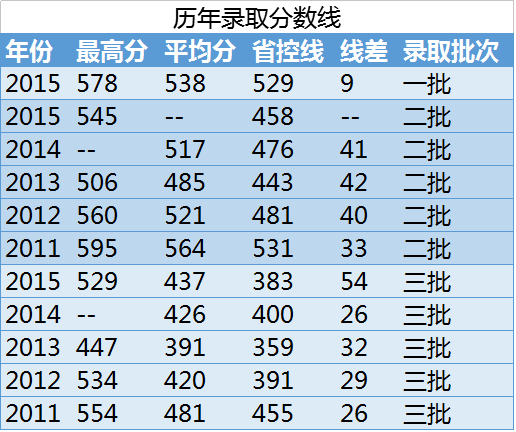 历年录取分数线
年份 最高分 平均分 省控线 线差 录取批次
2015 578 538 529 9 一批
2015 545 -- 458 -- 二批
2014 -- 517 476 41 二批
2013 506 485 443 42 二批
2012 560 521 481 40 二批
2011 595 564 531 33 二批
2015 529 437 383 54 三批
2014 -- 426 400 26 三批
2013 447 391 359 32 三批
2012 534 420 391 29 三批
2011 554 481 455 26 三批